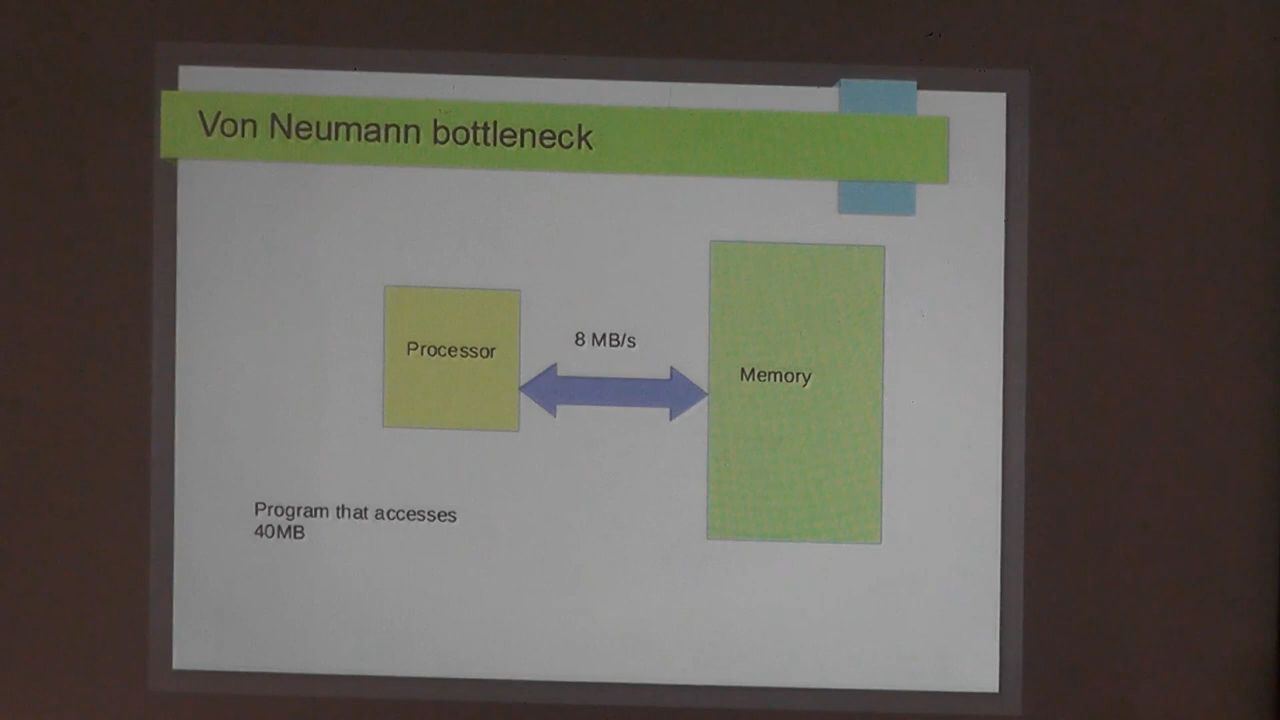 Von Neumann bottleneck
8 MB/s
Processor
Memory
Program that accesses
40MB